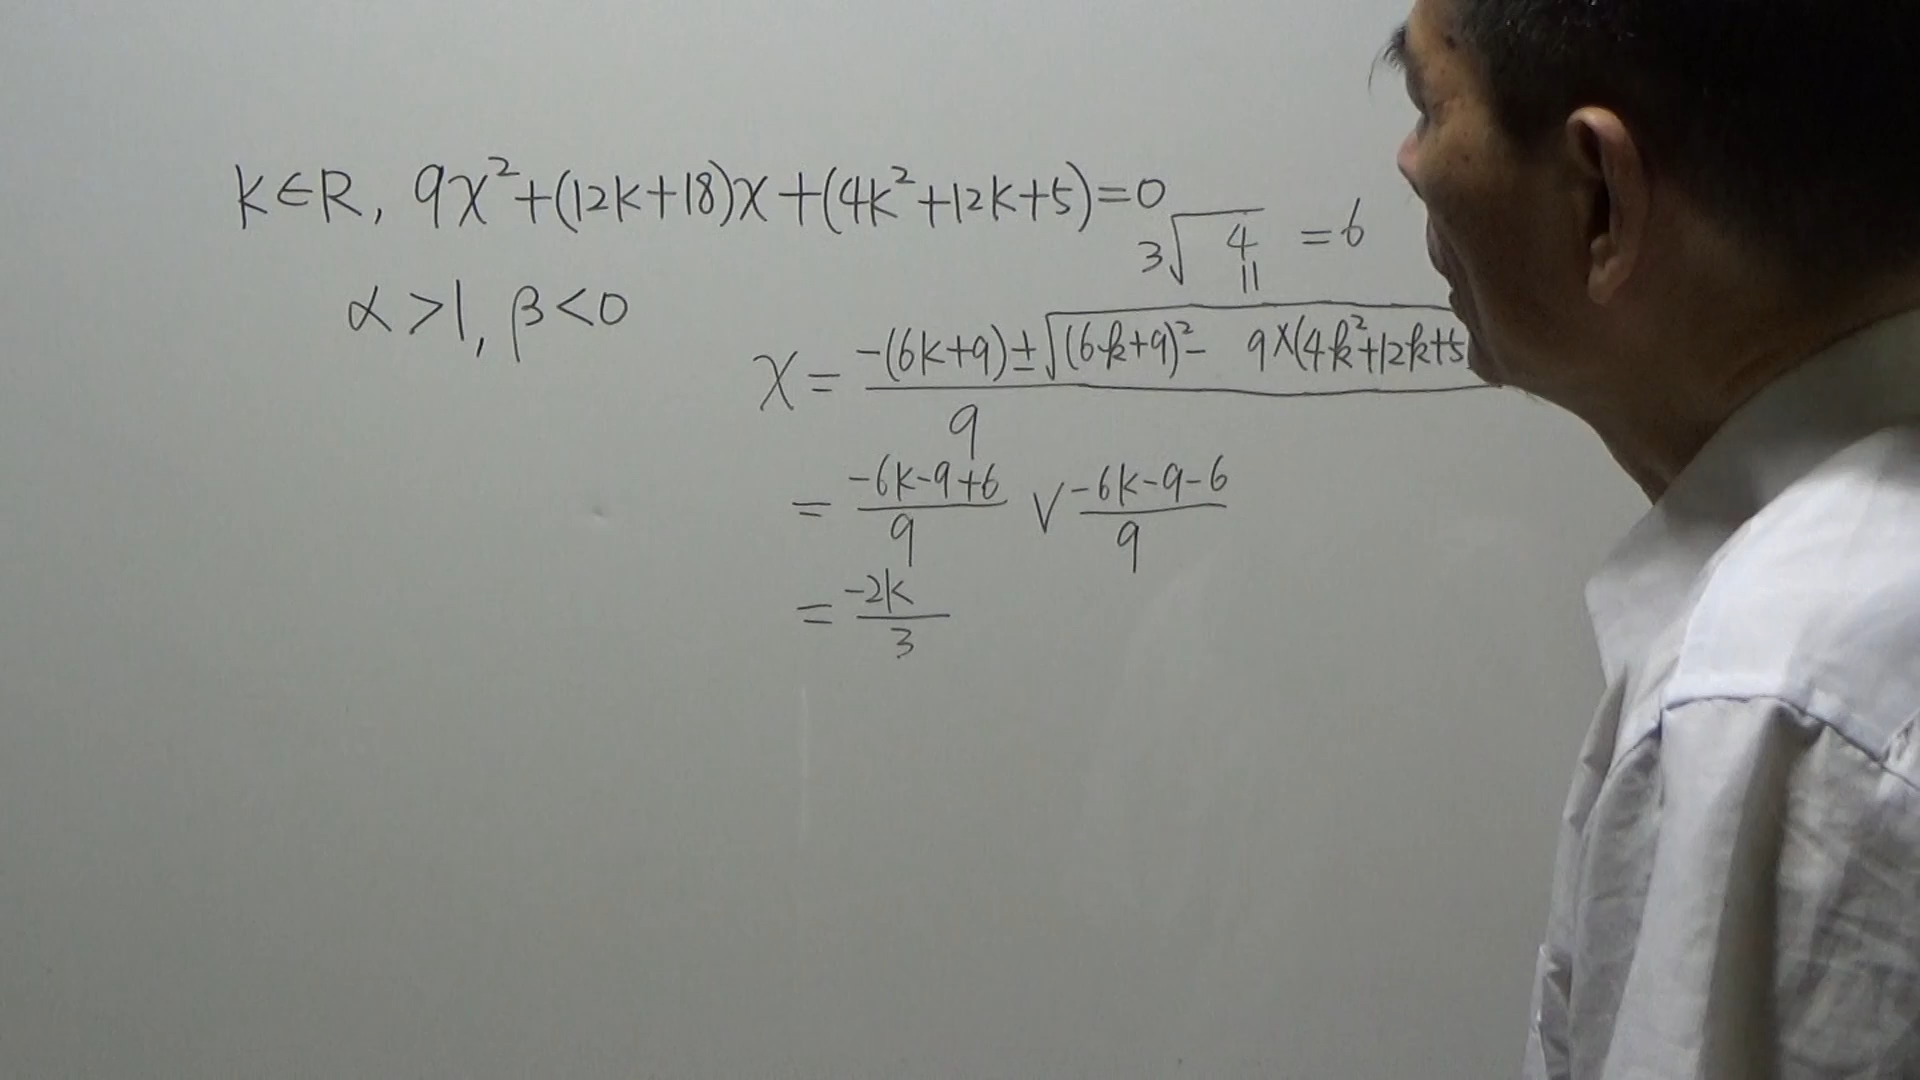 k∈R, 9x²+(12k+18)x+(4k²+12k+5)=0
3√4 =6
||
α>1, β<0
x= -(6k+9)±√(6k+9)²- 9×(4k²+12k+5
9
= -6k-9+6 ∨ -6k-9-6
9 9
= -2k
3